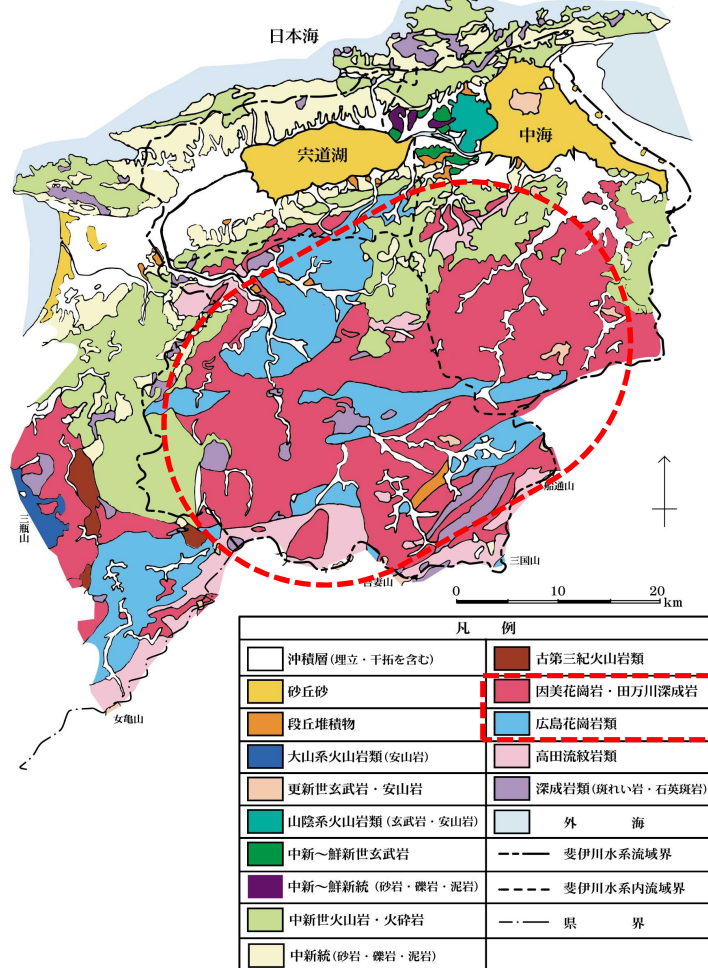 日本海
中海
宍道湖
船通山
三瓶山
三国山
吾妻山
女亀山
0 10 20
km
凡 例
沖積層(埋立・干拓を含む)
古第三紀火山岩類
砂丘砂
因美花崗岩・田万川深成岩
段丘堆積物
広島花崗岩類
大山系火山岩類(安山岩)
高田流紋岩類
更新世玄武岩・安山岩
深成岩類(斑れい岩・石英斑岩)
山陰系火山岩類(玄武岩・安山岩)
外 海
中新~鮮新世玄武岩
斐伊川水系流域界
中新~鮮新統(砂岩・礫岩・泥岩)
斐伊川水系内流域界
中新世火山岩・火砕岩
県 界
中新統(砂岩・礫岩・泥岩)